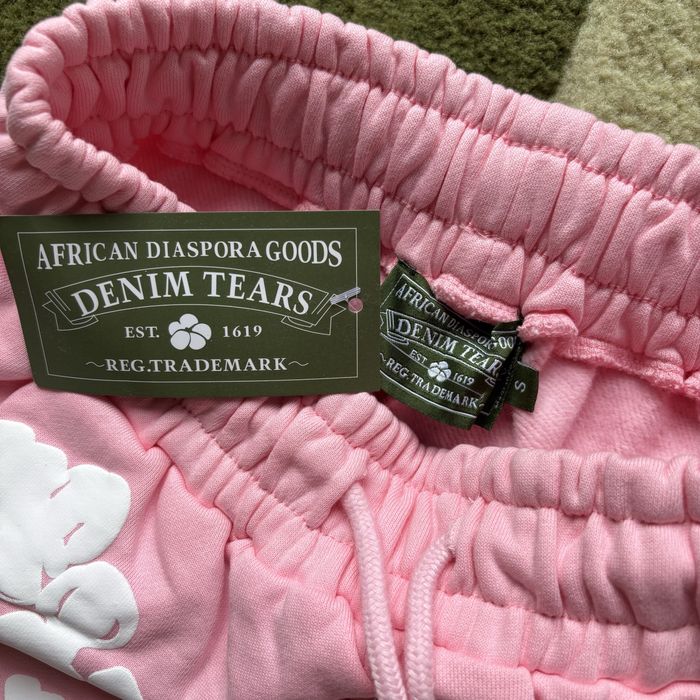 AFRICAN DIASPORA GOODS
DENIM TEARS
EST. 1619
~REG.TRADEMARK~
AFRICAN DIASPORA GOODS
DENIM TEARS
EST. 1619
~REG.TRADEMARK~
S